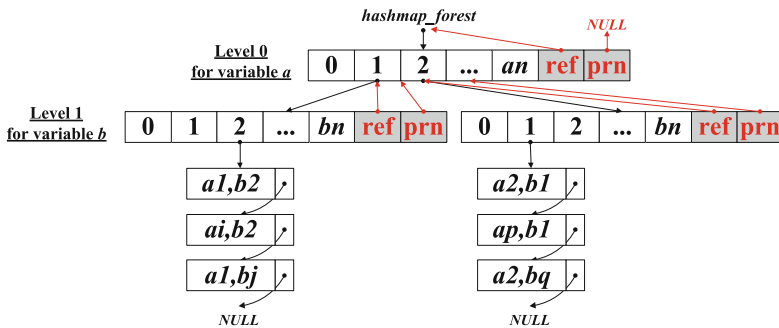 hashmap_forest
NULL
Level 0
for variable a
0 1 2 ... an ref prn
Level 1
for variable b
0 1 2 ... bn ref prn
0 1 2 ... bn ref prn
a1,b2
a2,b1
ai,b2
ap,b1
a1,bj
a2,bq
NULL
NULL